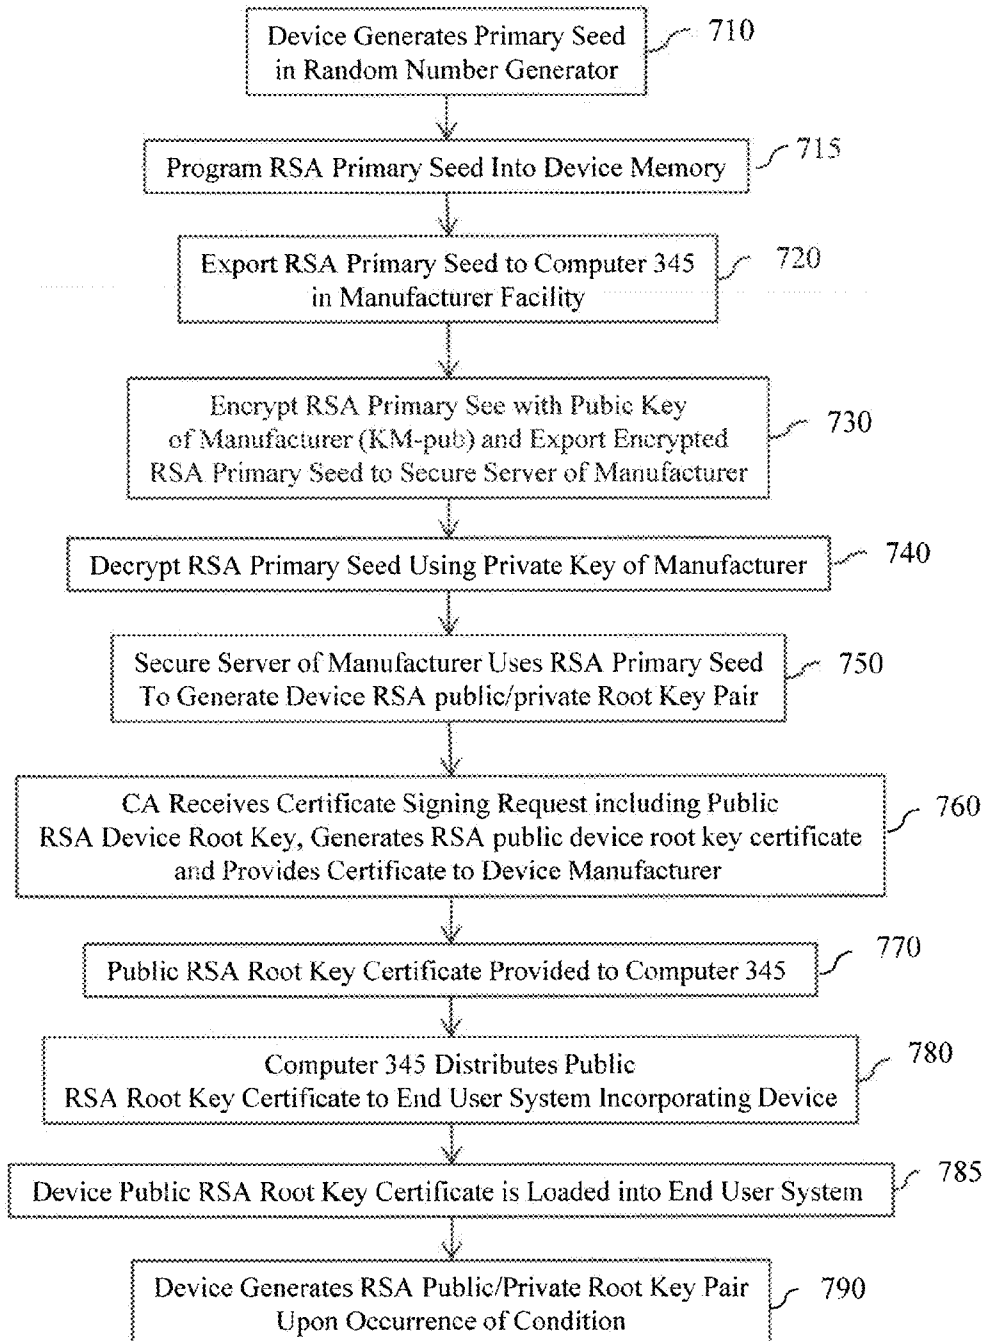 Device Generates Primary Seed
in Random Number Generator
710
Program RSA Primary Seed Into Device Memory
715
Export RSA Primary Seed to Computer 345
in Manufacturer Facility
720
Encrypt RSA Primary See with Pubic Key
of Manufacturer (KM-pub) and Export Encrypted
RSA Primary Seed to Secure Server of Manufacturer
730
Decrypt RSA Primary Seed Using Private Key of Manufacturer
740
Secure Server of Manufacturer Uses RSA Primary Seed
To Generate Device RSA public/private Root Key Pair
750
CA Receives Certificate Signing Request including Public
RSA Device Root Key, Generates RSA public device root key certificate
and Provides Certificate to Device Manufacturer
760
Public RSA Root Key Certificate Provided to Computer 345
770
Computer 345 Distributes Public
RSA Root Key Certificate to End User System Incorporating Device
780
Device Public RSA Root Key Certificate is Loaded into End User System
785
Device Generates RSA Public/Private Root Key Pair
Upon Occurrence of Condition
790